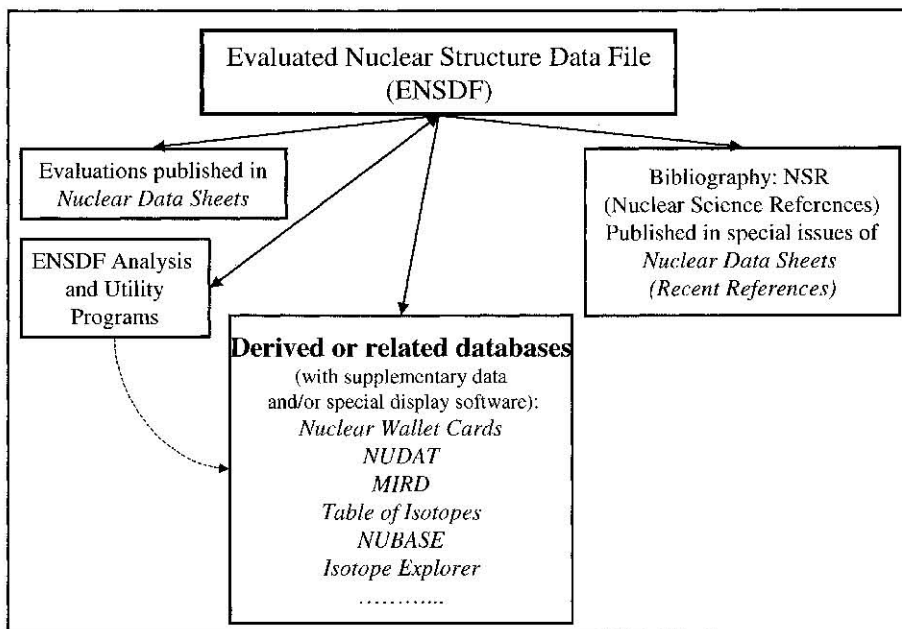 Evaluated Nuclear Structure Data File
(ENSDF)
Evaluations published in
Nuclear Data Sheets
ENSDF Analysis
and Utility
Programs
Bibliography: NSR
(Nuclear Science References)
Published in special issues of
Nuclear Data Sheets
(Recent References)
Derived or related databases
(with supplementary data
and/or special display software):
Nuclear Wallet Cards
NUDAT
MIRD
Table of Isotopes
NUBASE
Isotope Explorer
………...